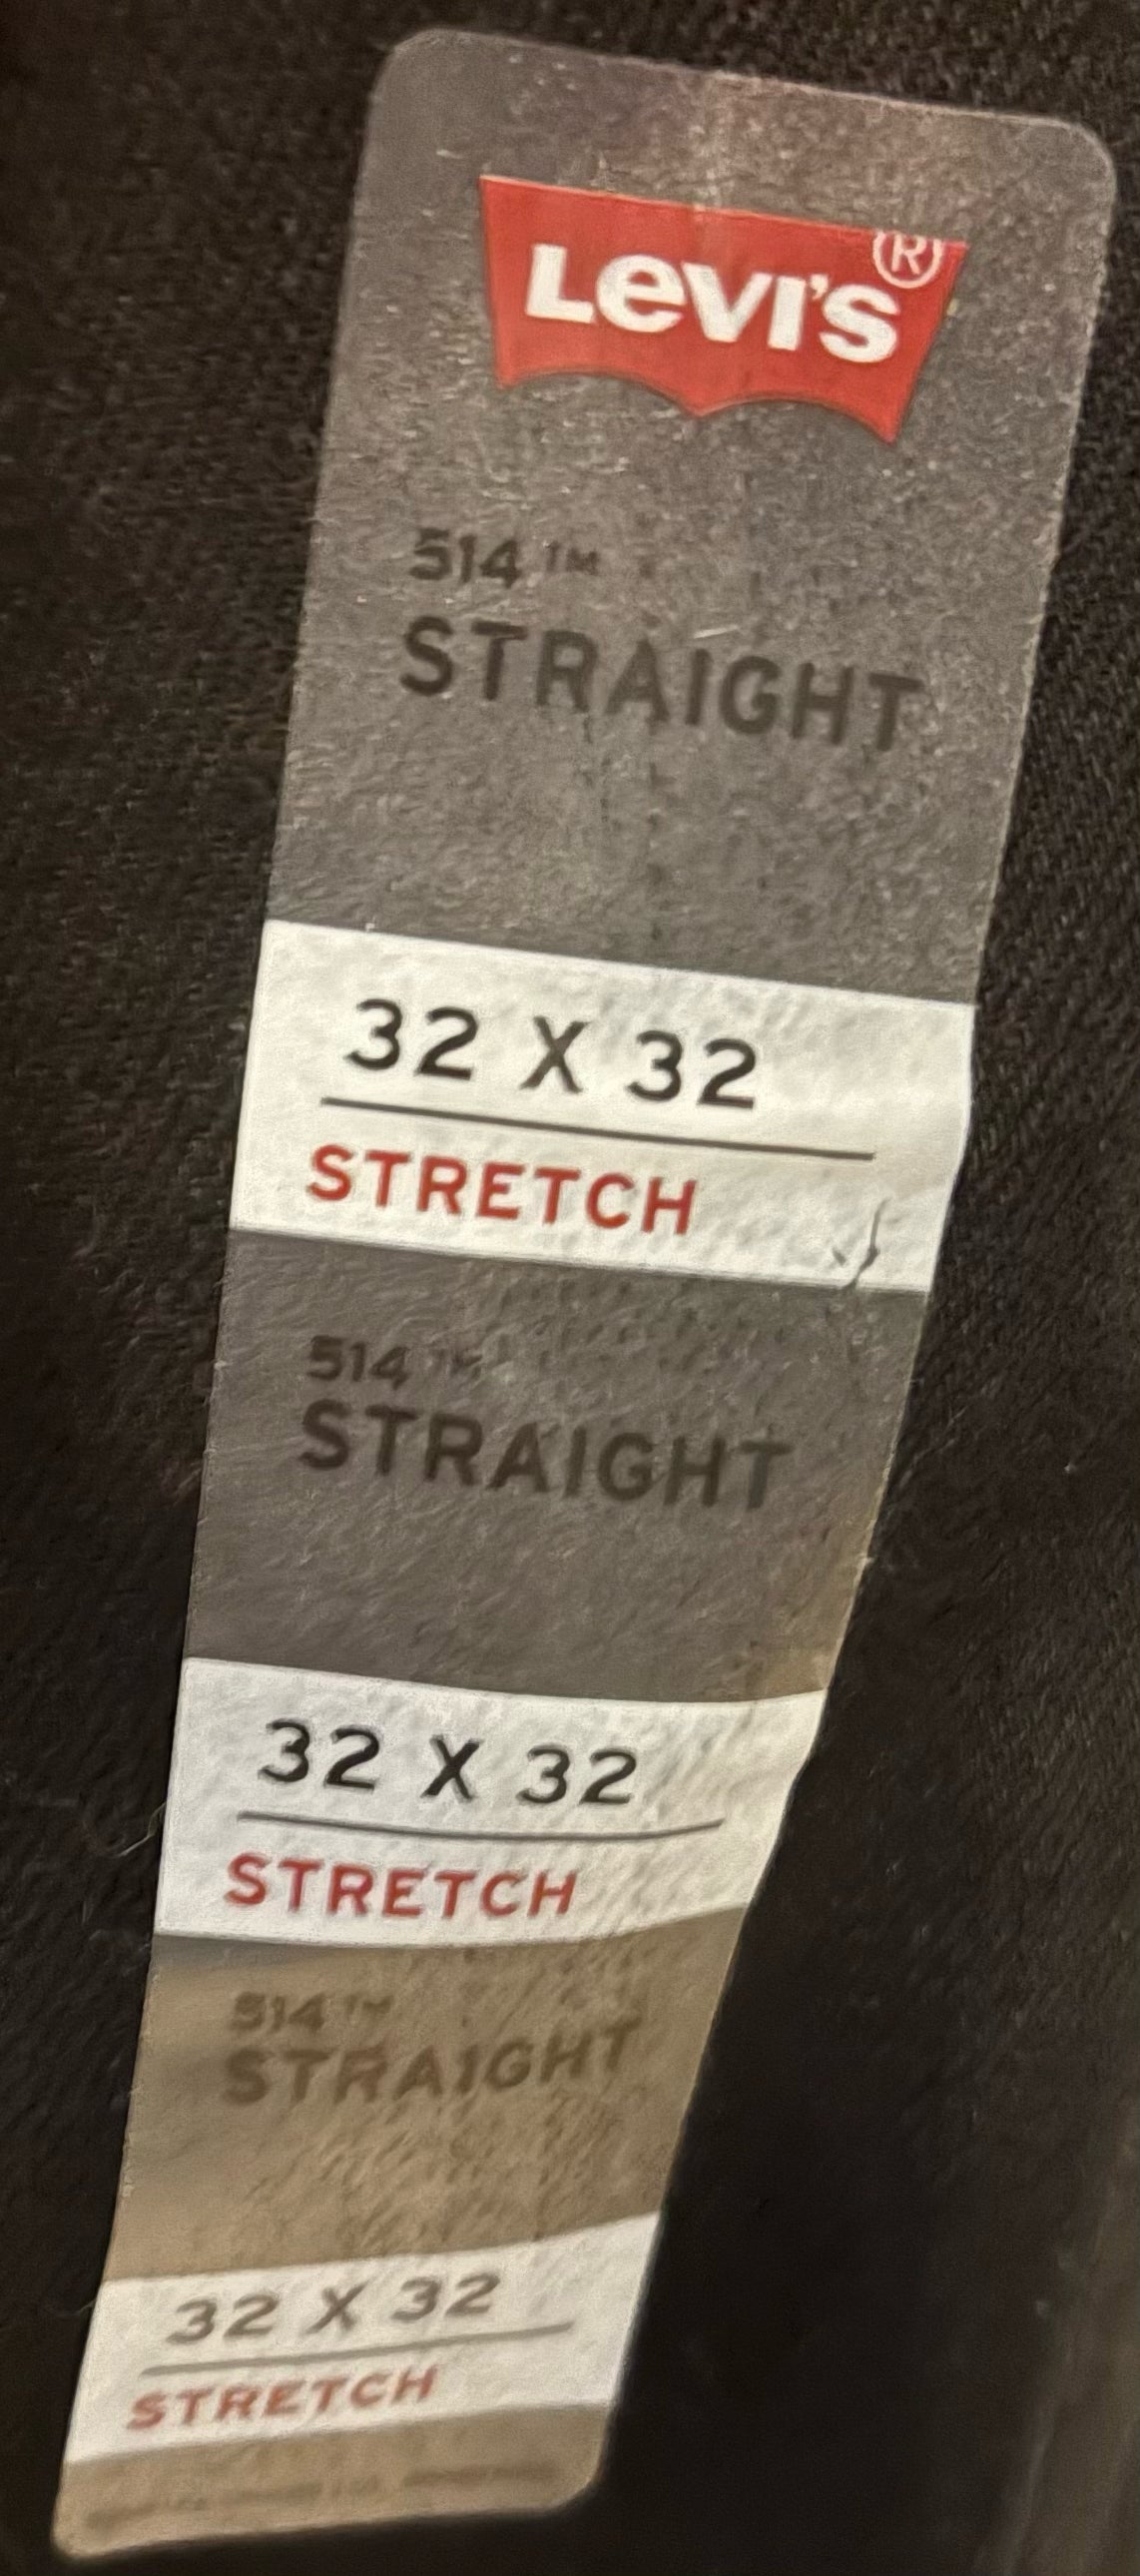 Levi's®
514™
STRAIGHT
32 X 32
STRETCH
514™
STRAIGHT
32 X 32
STRETCH
514™
STRAIGHT
32 X 32
STRETCH